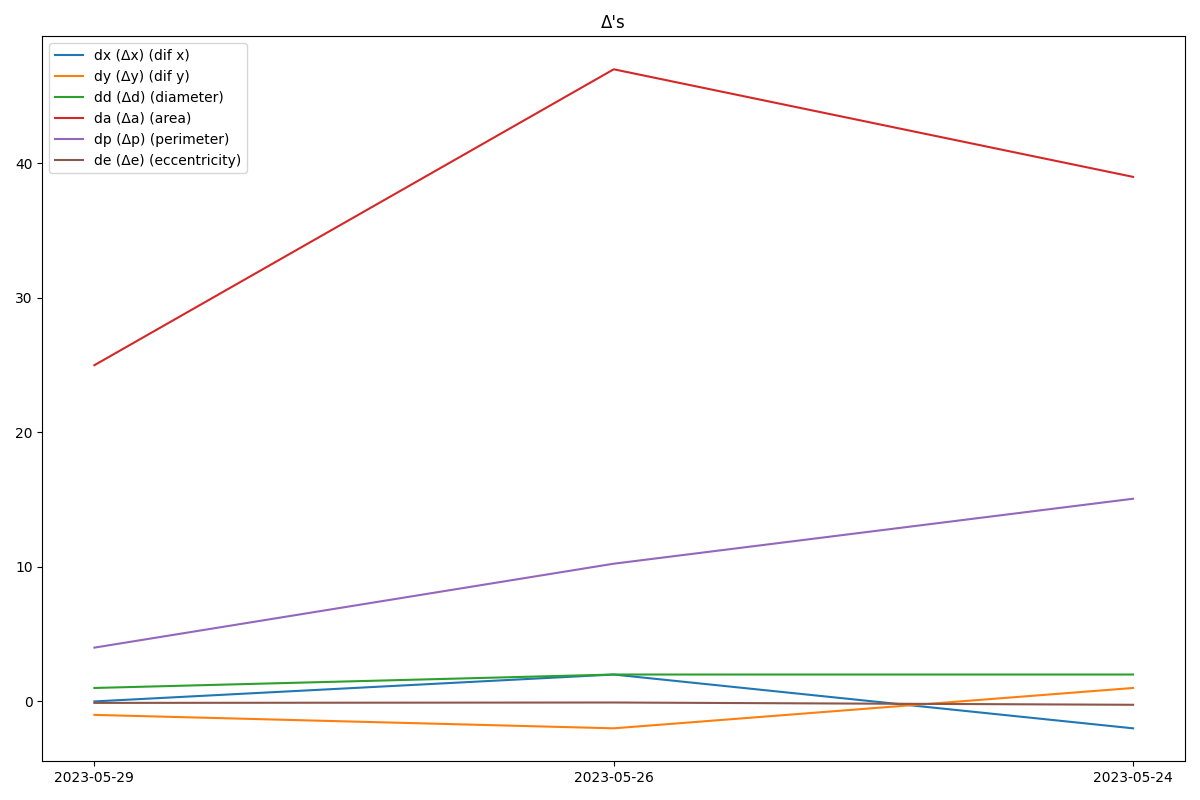 Δ's
dx (Δx) (dif x)
dy (Δy) (dif y)
dd (Δd) (diameter)
da (Δa) (area)
dp (Δp) (perimeter)
de (Δe) (eccentricity)
40
30
20
10
0
2023-05-29 2023-05-26 2023-05-24